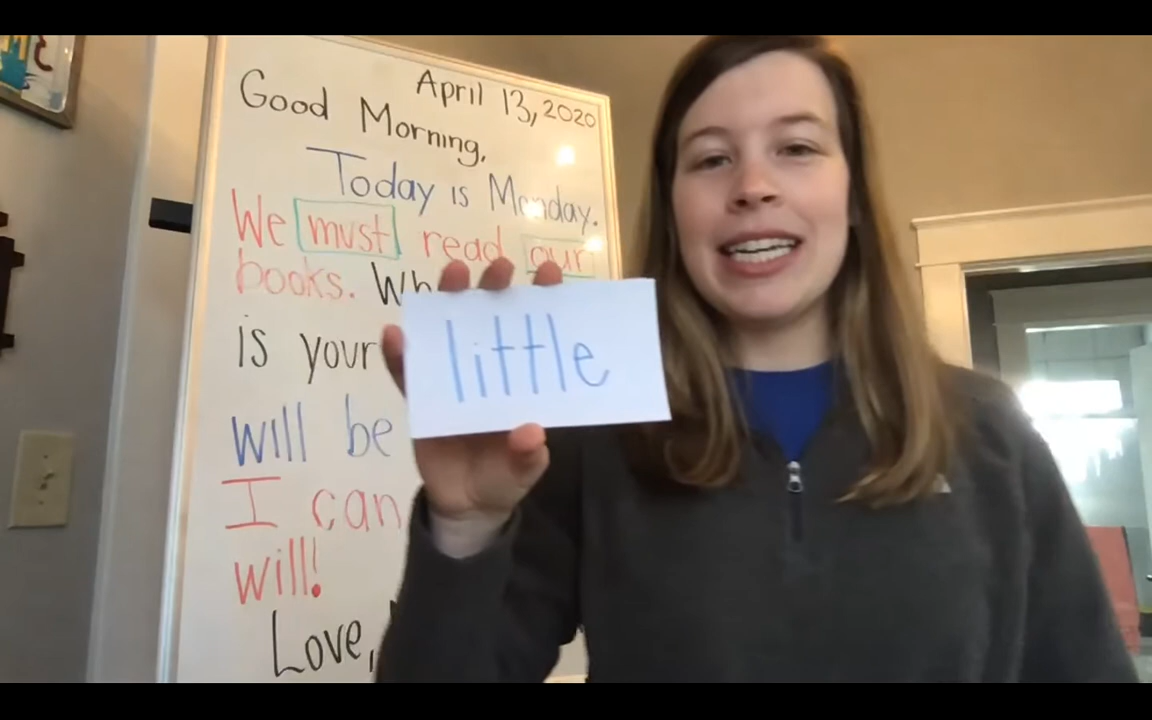 April 13, 2020
Good Morning,
Today is Monday.
We must read our
books. Wh
is your
will be
I can
will!
Love,
little